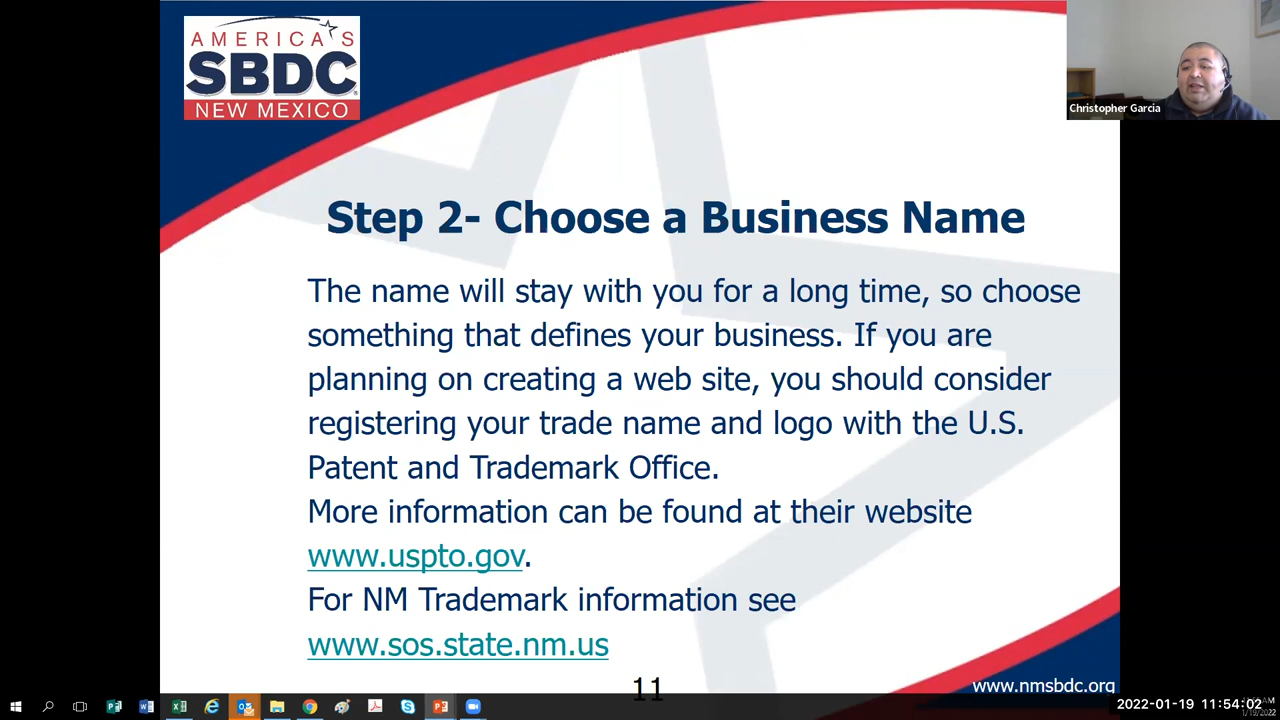 AMERICA'S
SBDC
NEW MEXICO
Christopher Garcia
Step 2- Choose a Business Name
The name will stay with you for a long time, so choose
something that defines your business. If you are
planning on creating a web site, you should consider
registering your trade name and logo with the U.S.
Patent and Trademark Office.
More information can be found at their website
www.uspto.gov.
For NM Trademark information see
www.sos.state.nm.us
11
www.nmsbdc.org
2022-01-19 11:54:02
1/19/2022